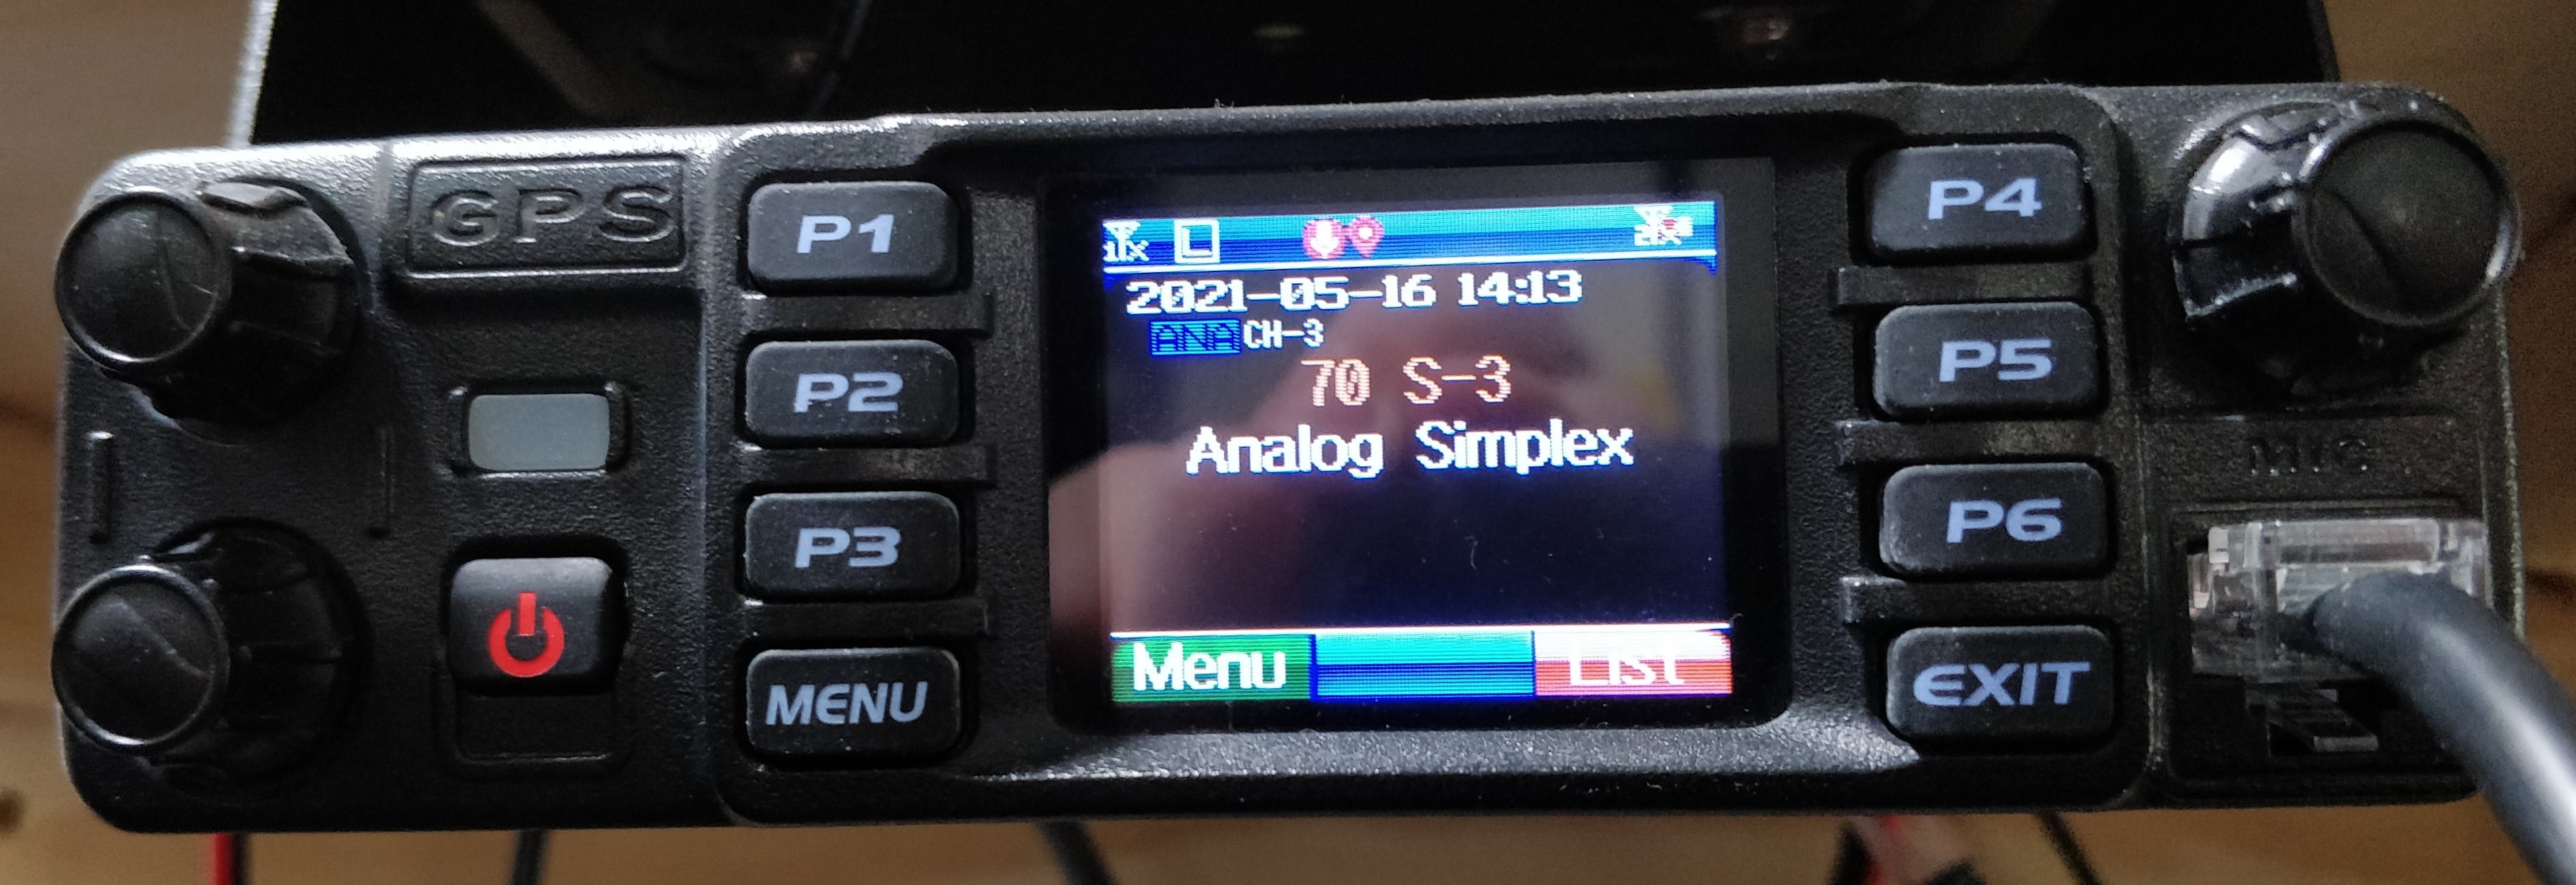 GPS
P1
P2
P3
MENU
2021-05-16 14:13
ANA CH-3
70 S-3
Analog Simplex
Menu
List
P4
P5
P6
EXIT
MIC